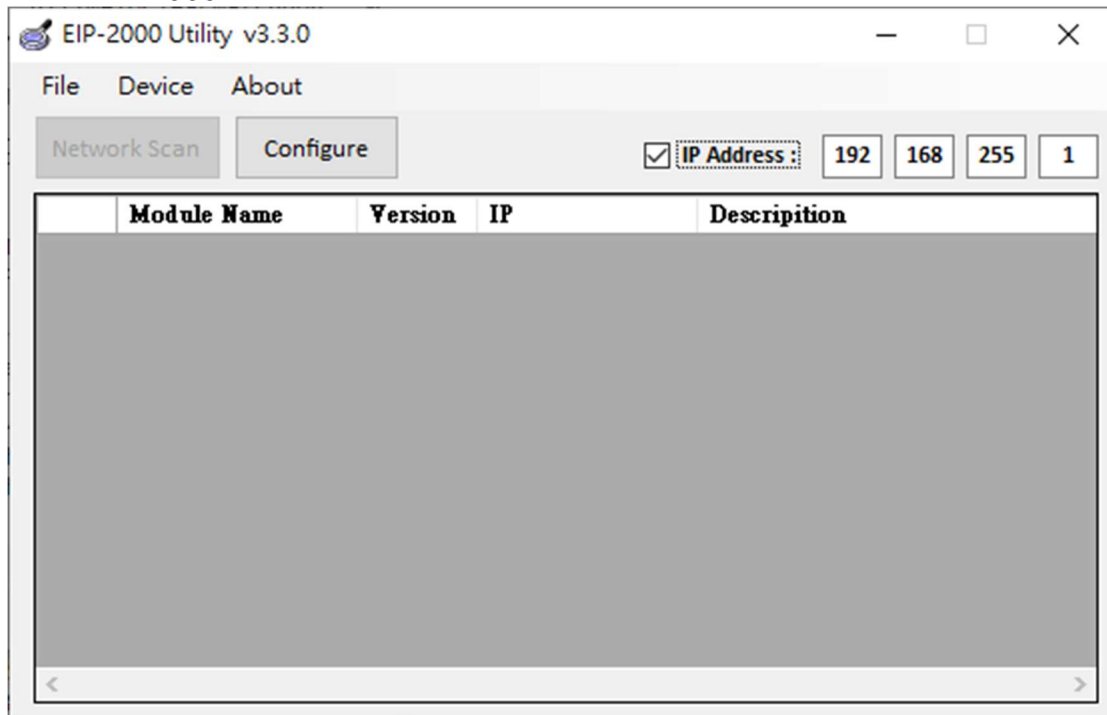 EIP-2000 Utility v3.3.0
File Device About
Network Scan Configure IP Address : 192 168 255 1
Module Name Version IP Descripition